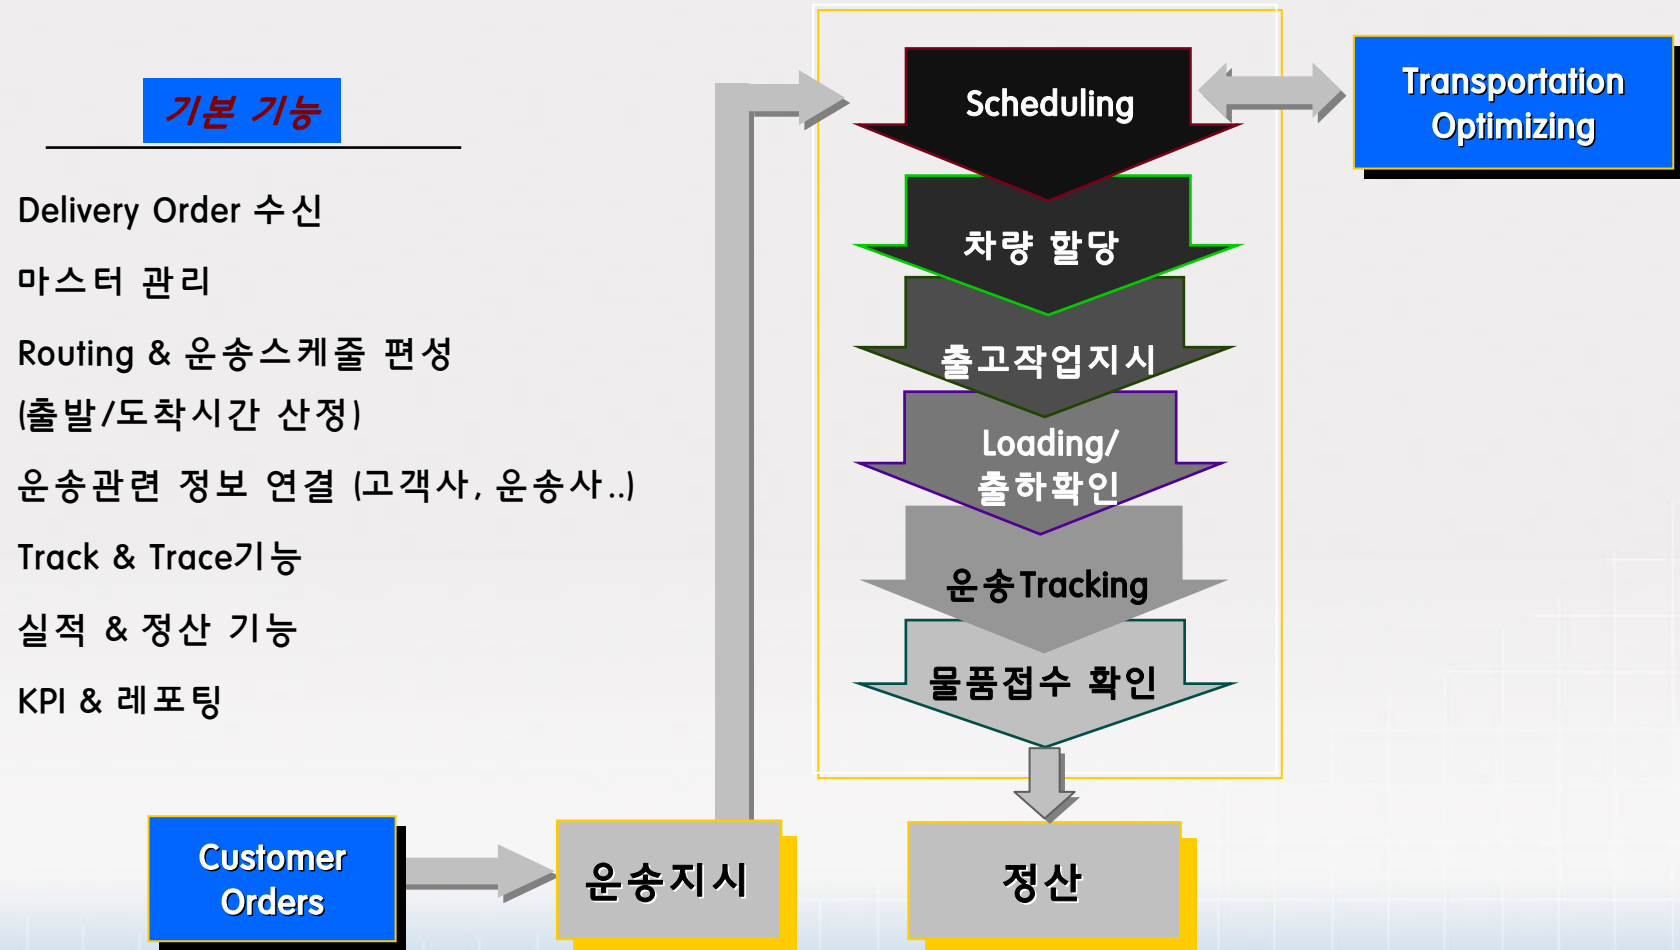 기본 기능
Delivery Order 수신
마스터 관리
Routing & 운송스케줄 편성
(출발/도착시간 산정)
운송관련 정보 연결 (고객사, 운송사..)
Track & Trace기능
실적 & 정산 기능
KPI & 레포팅
Customer
Orders
운송지시
Scheduling
차량 할당
출고작업지시
Loading/
출하확인
운송Tracking
물품접수 확인
정산
Transportation
Optimizing